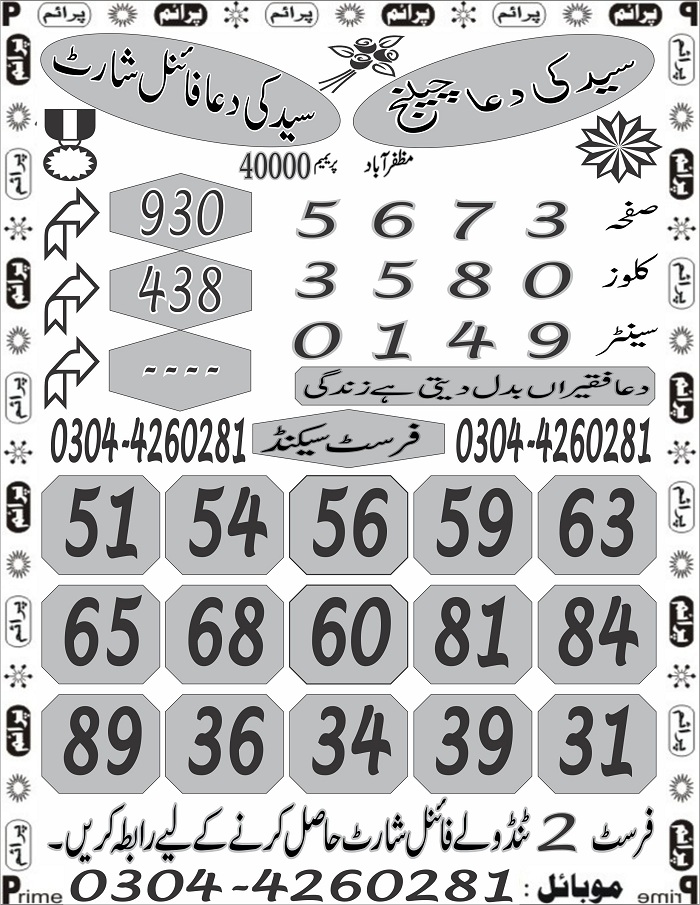 پرائم پرائم پرائم پرائم پرائم پرائم
سید کی دعا چیلنج
سید کی دعا فائنل شارٹ
مظفر آباد پریمیم 40000
صفحہ 5 6 7 3
930
کلوز 3 5 8 0
438
سینٹر 0 1 4 9
- - - -
دعا فقیراں بدل دیتی ہے زندگی
0304-4260281 فرسٹ سیکنڈ 0304-4260281
51 54 56 59 63
65 68 60 81 84
89 36 34 39 31
فرسٹ 2 ٹنڈولے فائنل شارٹ حاصل کرنے کے لیے رابطہ کریں۔
موبائل : 0304-4260281
Prime Prime